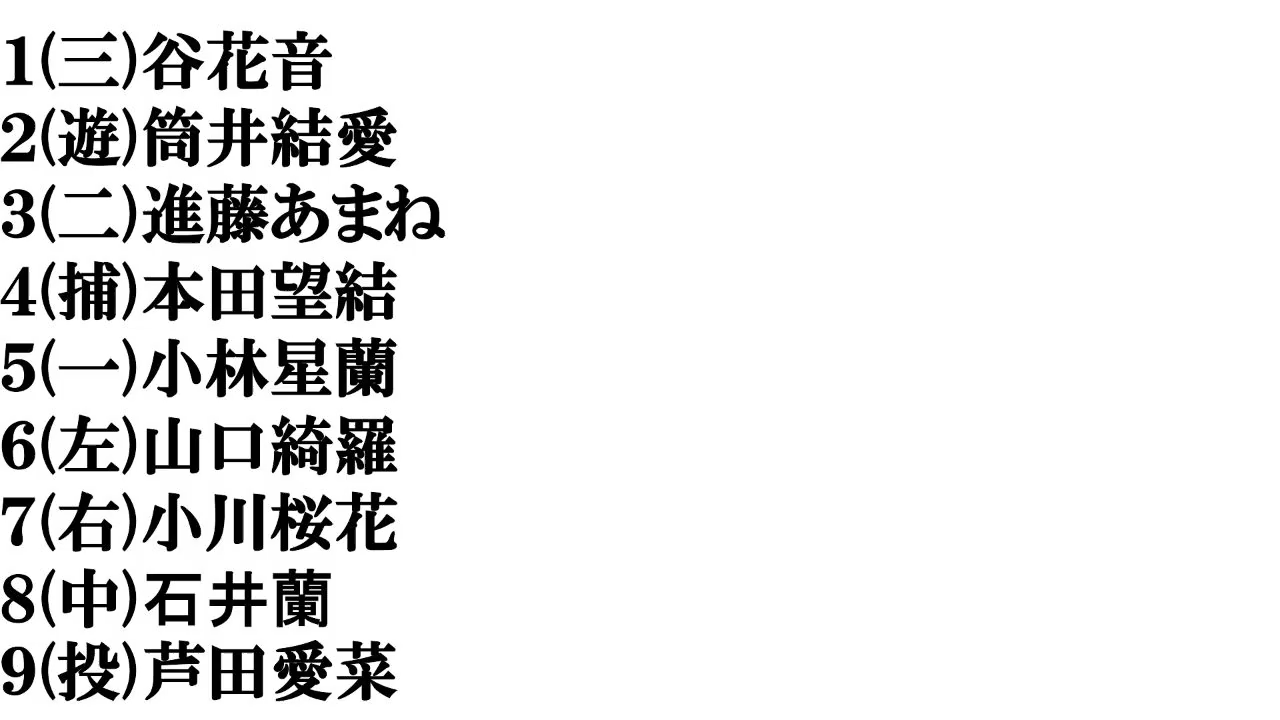 1(三)谷花音
2(遊)筒井結愛
3(二)進藤あまね
4(捕)本田望結
5(一)小林星蘭
6(左)山口綺羅
7(右)小川桜花
8(中)石井蘭
9(投)芦田愛菜